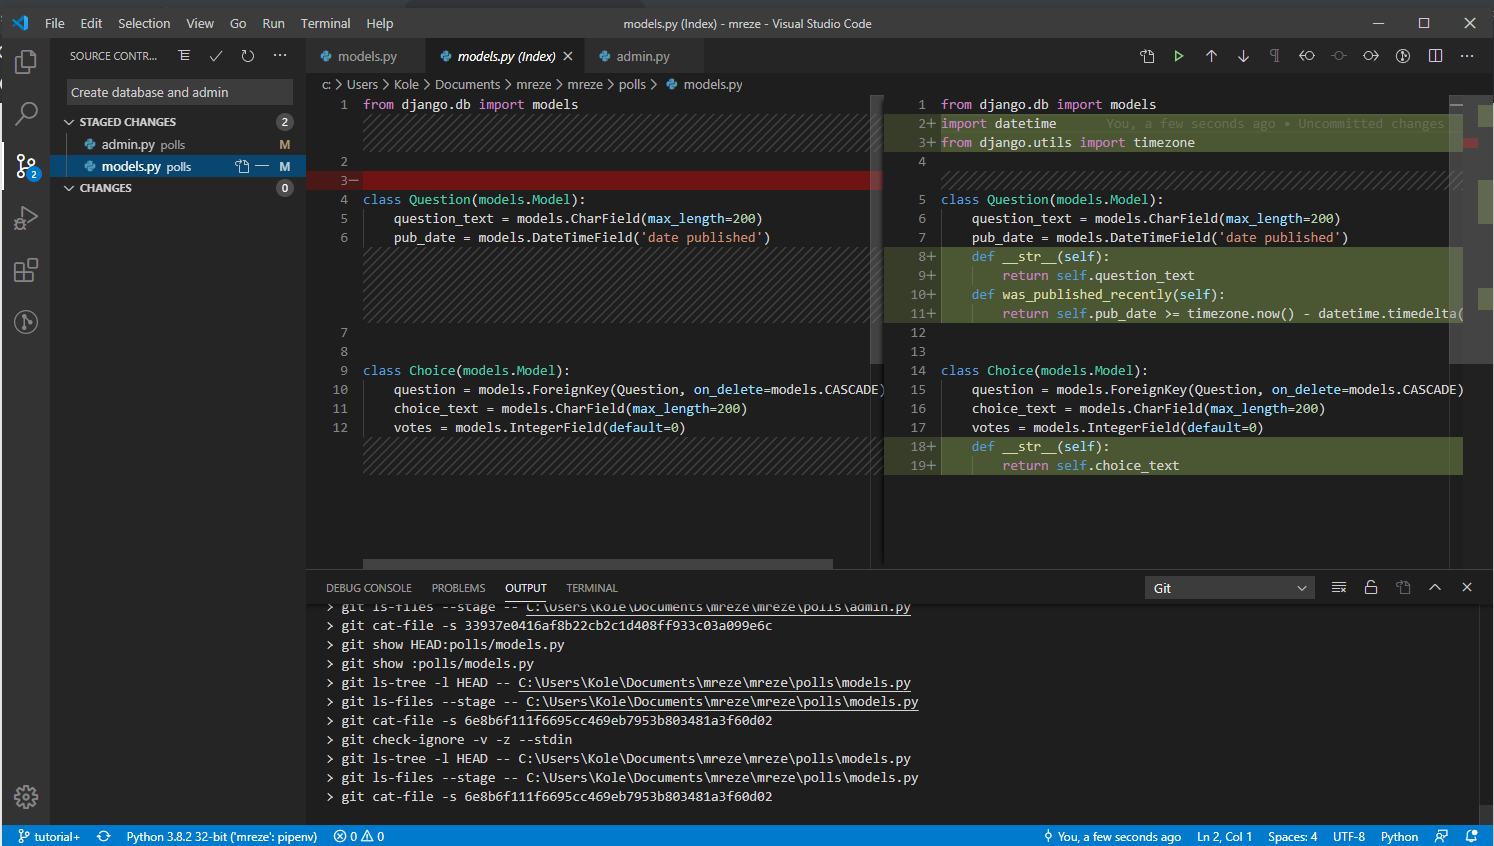 File Edit Selection View Go Run Terminal Help
models.py (Index) - mreze - Visual Studio Code
SOURCE CONTR...
models.py
models.py (Index)
admin.py
Create database and admin
STAGED CHANGES 2
admin.py polls M
models.py polls M
CHANGES 0
2
c: > Users > Kole > Documents > mreze > mreze > polls > models.py
1 from django.db import models
2
3−
4 class Question(models.Model):
5 question_text = models.CharField(max_length=200)
6 pub_date = models.DateTimeField('date published')
7
8
9 class Choice(models.Model):
10 question = models.ForeignKey(Question, on_delete=models.CASCADE)
11 choice_text = models.CharField(max_length=200)
12 votes = models.IntegerField(default=0)
1 from django.db import models
2+ import datetime You, a few seconds ago • Uncommitted changes
3+ from django.utils import timezone
4
5 class Question(models.Model):
6 question_text = models.CharField(max_length=200)
7 pub_date = models.DateTimeField('date published')
8+ def __str__(self):
9+ return self.question_text
10+ def was_published_recently(self):
11+ return self.pub_date >= timezone.now() - datetime.timedelta(
12
13
14 class Choice(models.Model):
15 question = models.ForeignKey(Question, on_delete=models.CASCADE)
16 choice_text = models.CharField(max_length=200)
17 votes = models.IntegerField(default=0)
18+ def __str__(self):
19+ return self.choice_text
DEBUG CONSOLE PROBLEMS OUTPUT TERMINAL
Git
> git ls-files --stage -- C:\Users\Kole\Documents\mreze\mreze\polls\admin.py
> git cat-file -s 33937e0416af8b22cb2c1d408ff933c03a099e6c
> git show HEAD:polls/models.py
> git show :polls/models.py
> git ls-tree -l HEAD -- C:\Users\Kole\Documents\mreze\mreze\polls\models.py
> git ls-files --stage -- C:\Users\Kole\Documents\mreze\mreze\polls\models.py
> git cat-file -s 6e8b6f111f6695cc469eb7953b803481a3f60d02
> git check-ignore -v -z --stdin
> git ls-tree -l HEAD -- C:\Users\Kole\Documents\mreze\mreze\polls\models.py
> git ls-files --stage -- C:\Users\Kole\Documents\mreze\mreze\polls\models.py
> git cat-file -s 6e8b6f111f6695cc469eb7953b803481a3f60d02
tutorial+ Python 3.8.2 32-bit ('mreze': pipenv) 0 0 You, a few seconds ago Ln 2, Col 1 Spaces: 4 UTF-8 Python